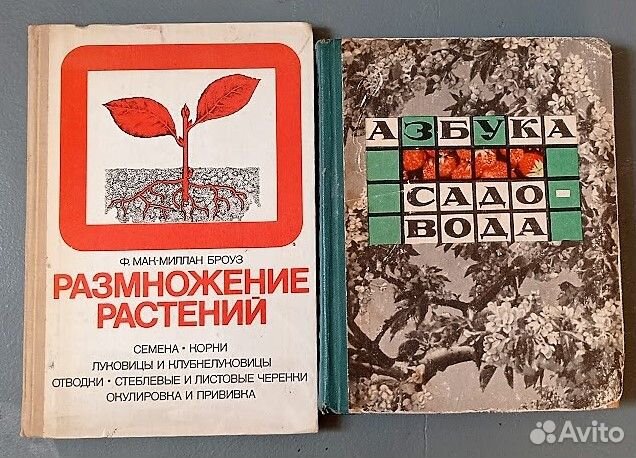 Ф. МАК-МИЛЛАН БРОУЗ
РАЗМНОЖЕНИЕ
РАСТЕНИЙ
СЕМЕНА • КОРНИ
ЛУКОВИЦЫ И КЛУБНЕЛУКОВИЦЫ
ОТВОДКИ • СТЕБЛЕВЫЕ И ЛИСТОВЫЕ ЧЕРЕНКИ
ОКУЛИРОВКА И ПРИВИВКА
АЗБУКА
САДО-
ВОДА
Avito